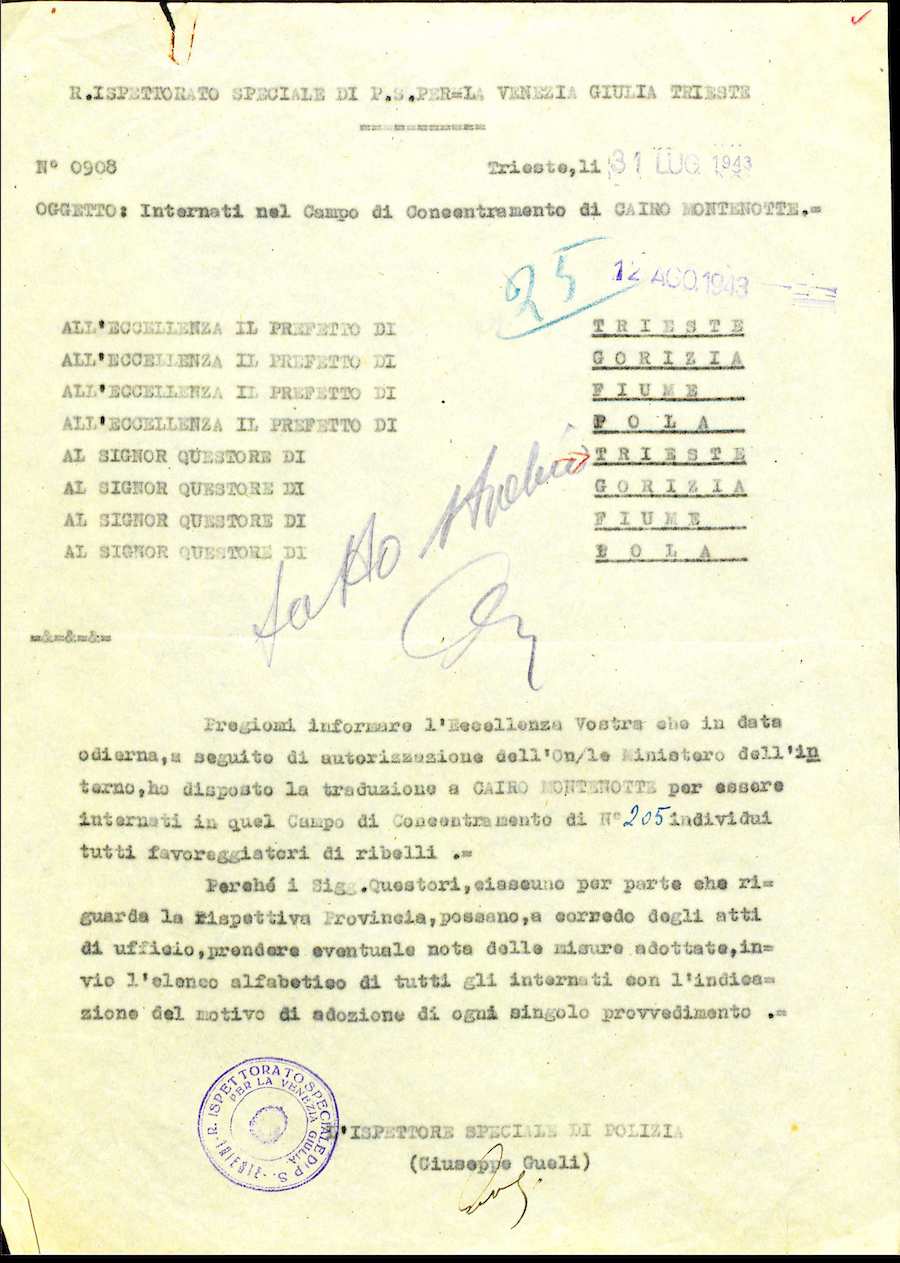 R.ISPETTORATO SPECIALE DI P.S.PER=LA VENEZIA GIULIA TRIESTE
=============
N° 0908 Trieste,li 31 LUG. 1943
OGGETTO: Internati nel Campo di Concentramento di CAIRO MONTENOTTE.=
25 12 AGO.1943
ALL'ECCELLENZA IL PREFETTO DI T R I E S T E
ALL'ECCELLENZA IL PREFETTO DI G O R I Z I A
ALL'ECCELLENZA IL PREFETTO DI F I U M E
ALL'ECCELLENZA IL PREFETTO DI P O L A
AL SIGNOR QUESTORE DI T R I E S T E
AL SIGNOR QUESTORE DI G O R I Z I A
AL SIGNOR QUESTORE DI F I U M E
AL SIGNOR QUESTORE DI P O L A
fatto
=&=&=&=
Pregiomi informare l'Eccellenza Vostra che in data
odierna,a seguito di autorizzazione dell'On/le Ministero dell'in
terno,ho disposto la traduzione a CAIRO MONTENOTTE per essere
internati in quel Campo di Concentramento di N° 205 individui
tutti favoreggiatori di ribelli .=
Perché i Sigg.Questori,ciascuno per parte che ri=
guarda la rispettiva Provincia,possano,a corredo degli atti
di ufficio,prendere eventuale nota delle misure adottate,in=
vio l'elenco alfabetico di tutti gli internati con l'indica=
zione del motivo di adozione di ogni singolo provvedimento .=
R. ISPETTORATO SPECIALE DI P. S.
PER LA VENEZIA GIULIA
L'ISPETTORE SPECIALE DI POLIZIA
(Giuseppe Gueli)